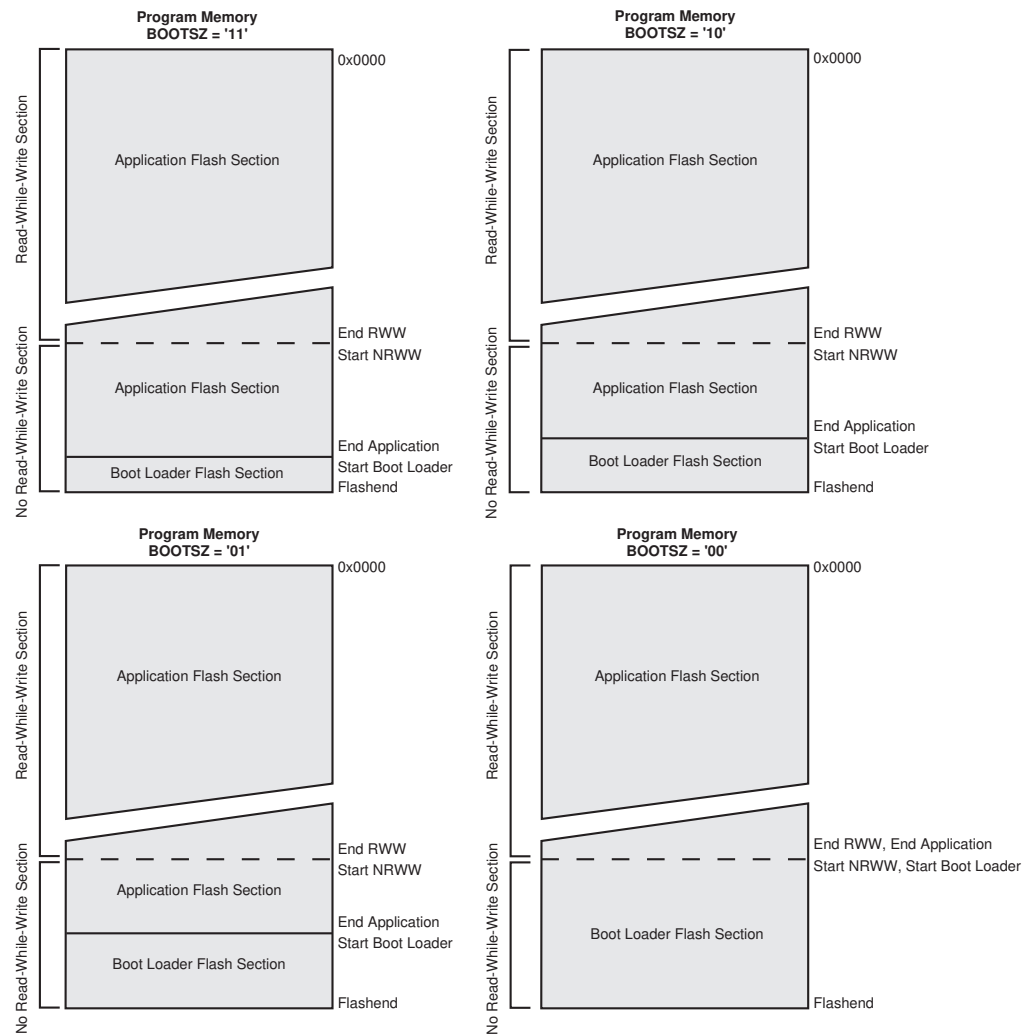 Program Memory
BOOTSZ = '11'
0x0000
Read-While-Write Section
Application Flash Section
End RWW
Start NRWW
No Read-While-Write Section
Application Flash Section
End Application
Start Boot Loader
Boot Loader Flash Section
Flashend
Program Memory
BOOTSZ = '10'
0x0000
Read-While-Write Section
Application Flash Section
End RWW
Start NRWW
No Read-While-Write Section
Application Flash Section
End Application
Start Boot Loader
Boot Loader Flash Section
Flashend
Program Memory
BOOTSZ = '01'
0x0000
Read-While-Write Section
Application Flash Section
End RWW
Start NRWW
No Read-While-Write Section
Application Flash Section
End Application
Start Boot Loader
Boot Loader Flash Section
Flashend
Program Memory
BOOTSZ = '00'
0x0000
Read-While-Write Section
Application Flash Section
End RWW, End Application
Start NRWW, Start Boot Loader
No Read-While-Write Section
Boot Loader Flash Section
Flashend